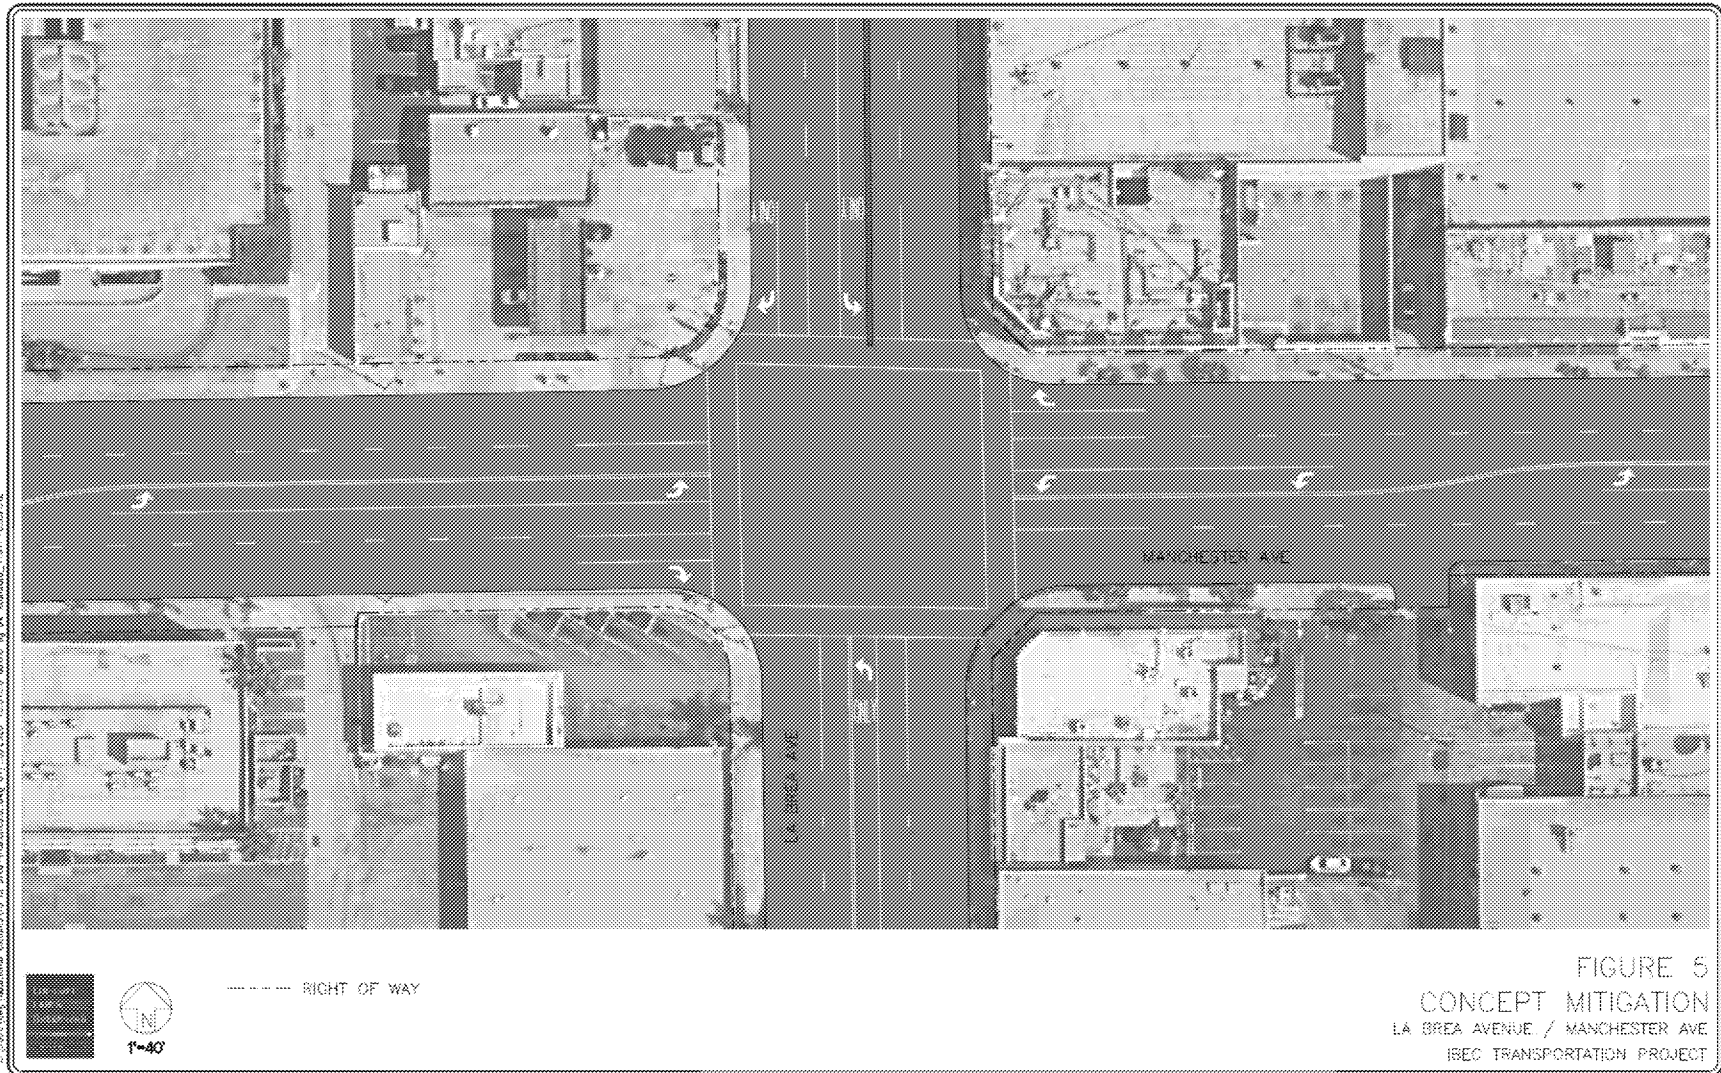 MANCHESTER AVE
LA BREA AVE
N
1"=40'
RIGHT OF WAY
FIGURE 5
CONCEPT MITIGATION
LA BREA AVENUE / MANCHESTER AVE
IBEC TRANSPORTATION PROJECT